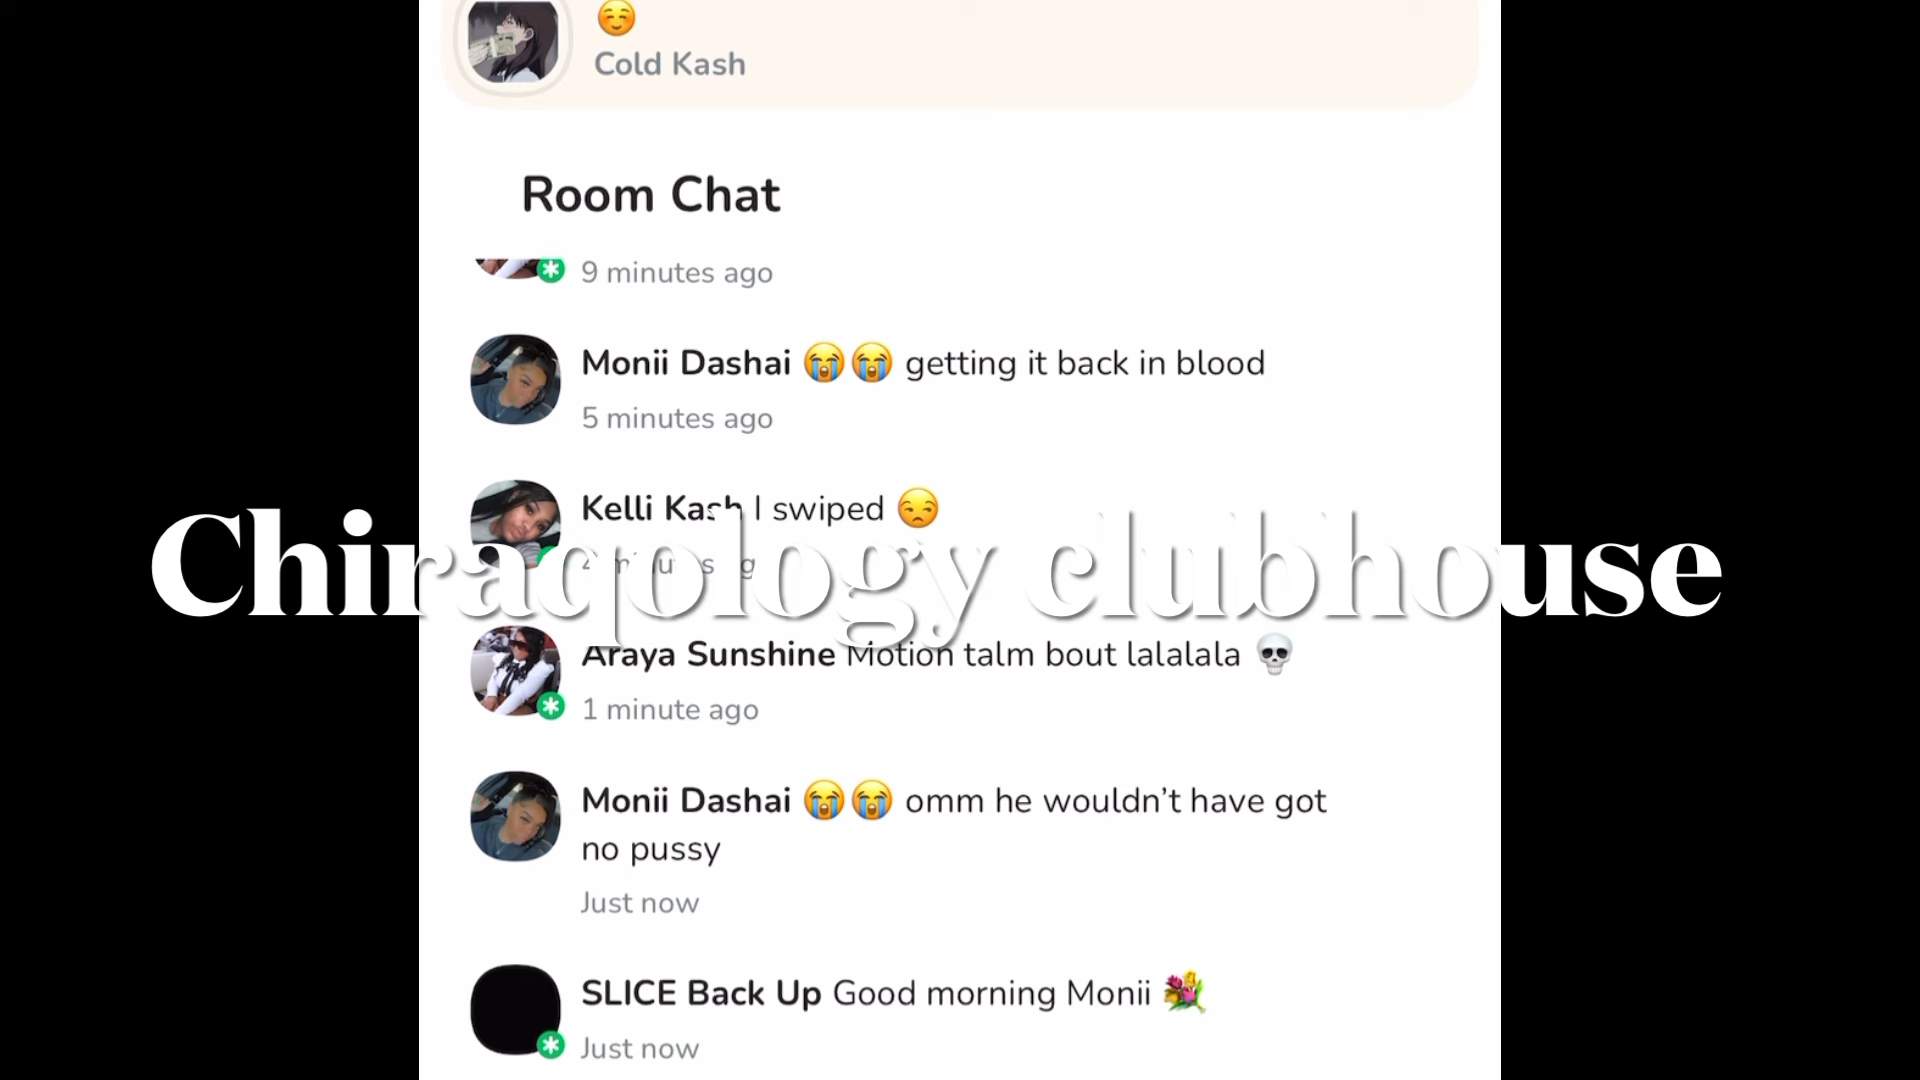 ☺️
Cold Kash
Room Chat
9 minutes ago
Monii Dashai 😭😭 getting it back in blood
5 minutes ago
Kelli Kash I swiped 😒
Chiraqology clubhouse
Araya Sunshine Motion talm bout lalalala 💀
1 minute ago
Monii Dashai 😭😭 omm he wouldn’t have got
no pussy
Just now
SLICE Back Up Good morning Monii 💐
Just now